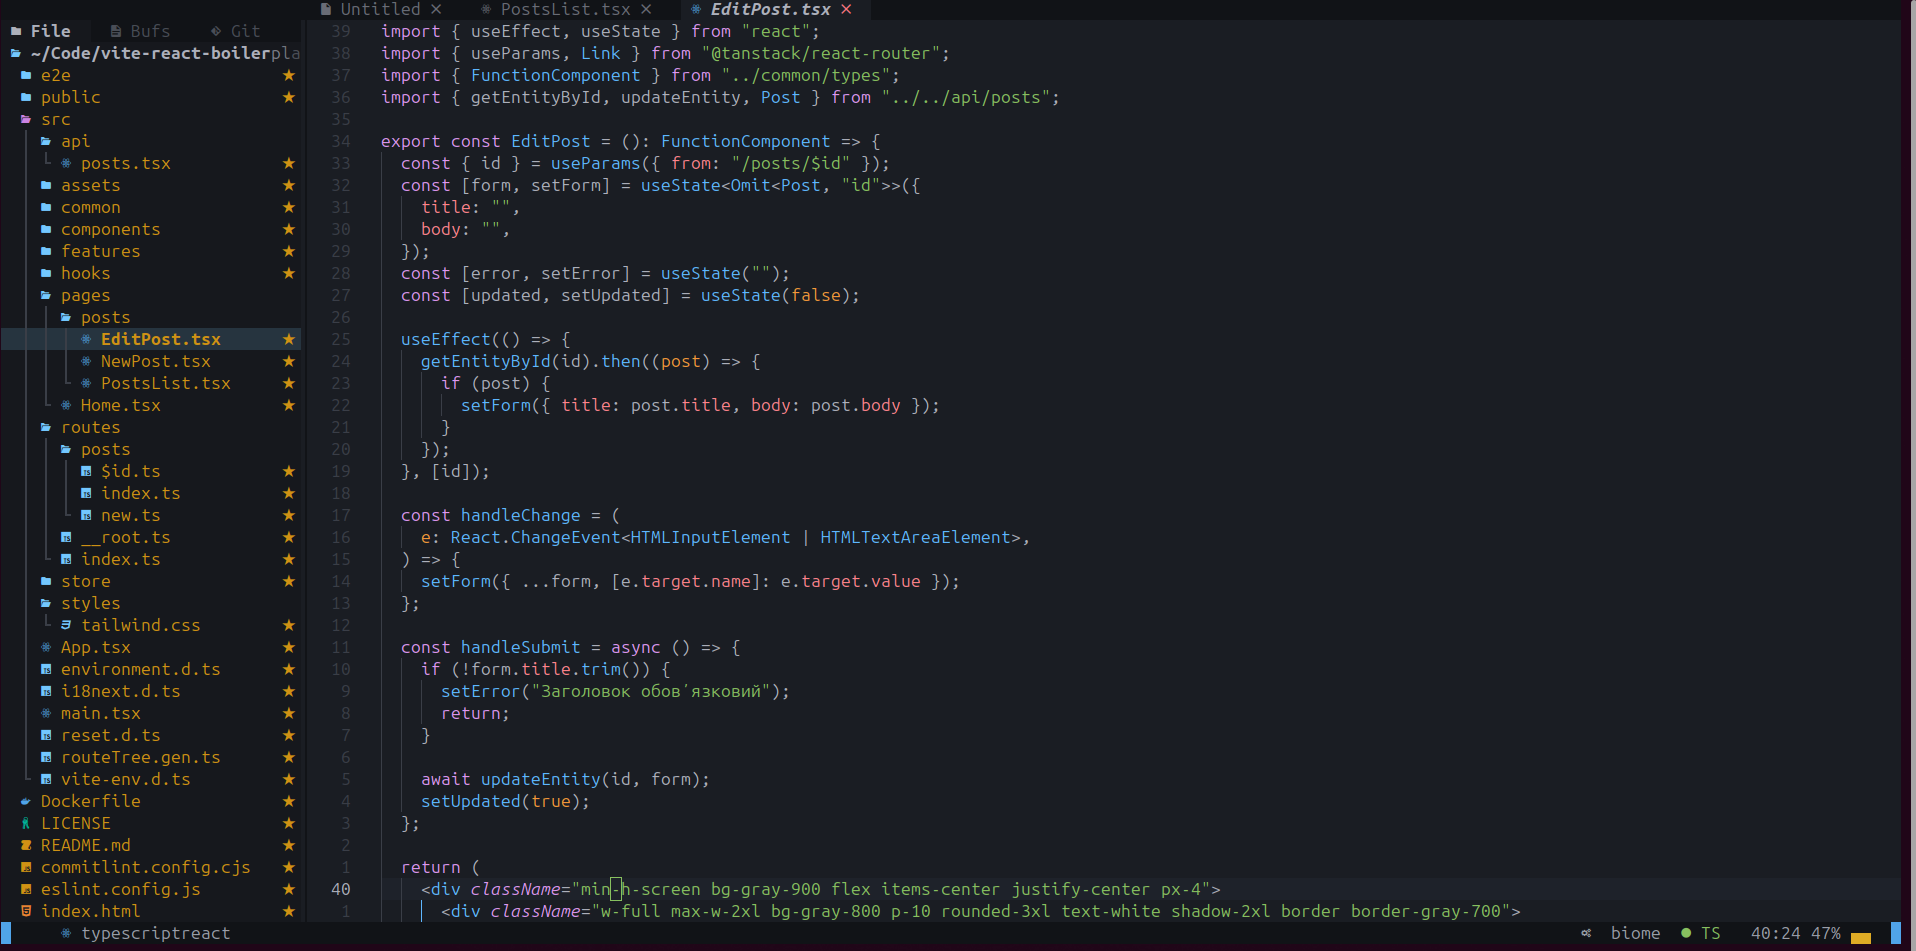 Untitled PostsList.tsx EditPost.tsx
File Bufs Git
~/Code/vite-react-boilerpla
e2e
public
src
api
posts.tsx
assets
common
components
features
hooks
pages
posts
EditPost.tsx
NewPost.tsx
PostsList.tsx
Home.tsx
routes
posts
$id.ts
index.ts
new.ts
__root.ts
index.ts
store
styles
tailwind.css
App.tsx
environment.d.ts
i18next.d.ts
main.tsx
reset.d.ts
routeTree.gen.ts
vite-env.d.ts
Dockerfile
LICENSE
README.md
commitlint.config.cjs
eslint.config.js
index.html
39 import { useEffect, useState } from "react";
38 import { useParams, Link } from "@tanstack/react-router";
37 import { FunctionComponent } from "../common/types";
36 import { getEntityById, updateEntity, Post } from "../../api/posts";
35
34 export const EditPost = (): FunctionComponent => {
33 const { id } = useParams({ from: "/posts/$id" });
32 const [form, setForm] = useState<Omit<Post, "id">>({
31 title: "",
30 body: "",
29 });
28 const [error, setError] = useState("");
27 const [updated, setUpdated] = useState(false);
26
25 useEffect(() => {
24 getEntityById(id).then((post) => {
23 if (post) {
22 setForm({ title: post.title, body: post.body });
21 }
20 });
19 }, [id]);
18
17 const handleChange = (
16 e: React.ChangeEvent<HTMLInputElement | HTMLTextAreaElement>,
15 ) => {
14 setForm({ ...form, [e.target.name]: e.target.value });
13 };
12
11 const handleSubmit = async () => {
10 if (!form.title.trim()) {
9 setError("Заголовок обовʼязковий");
8 return;
7 }
6
5 await updateEntity(id, form);
4 setUpdated(true);
3 };
2
1 return (
40 <div className="min-h-screen bg-gray-900 flex items-center justify-center px-4">
1 <div className="w-full max-w-2xl bg-gray-800 p-10 rounded-3xl text-white shadow-2xl border border-gray-700">
typescriptreact biome TS 40:24 47%